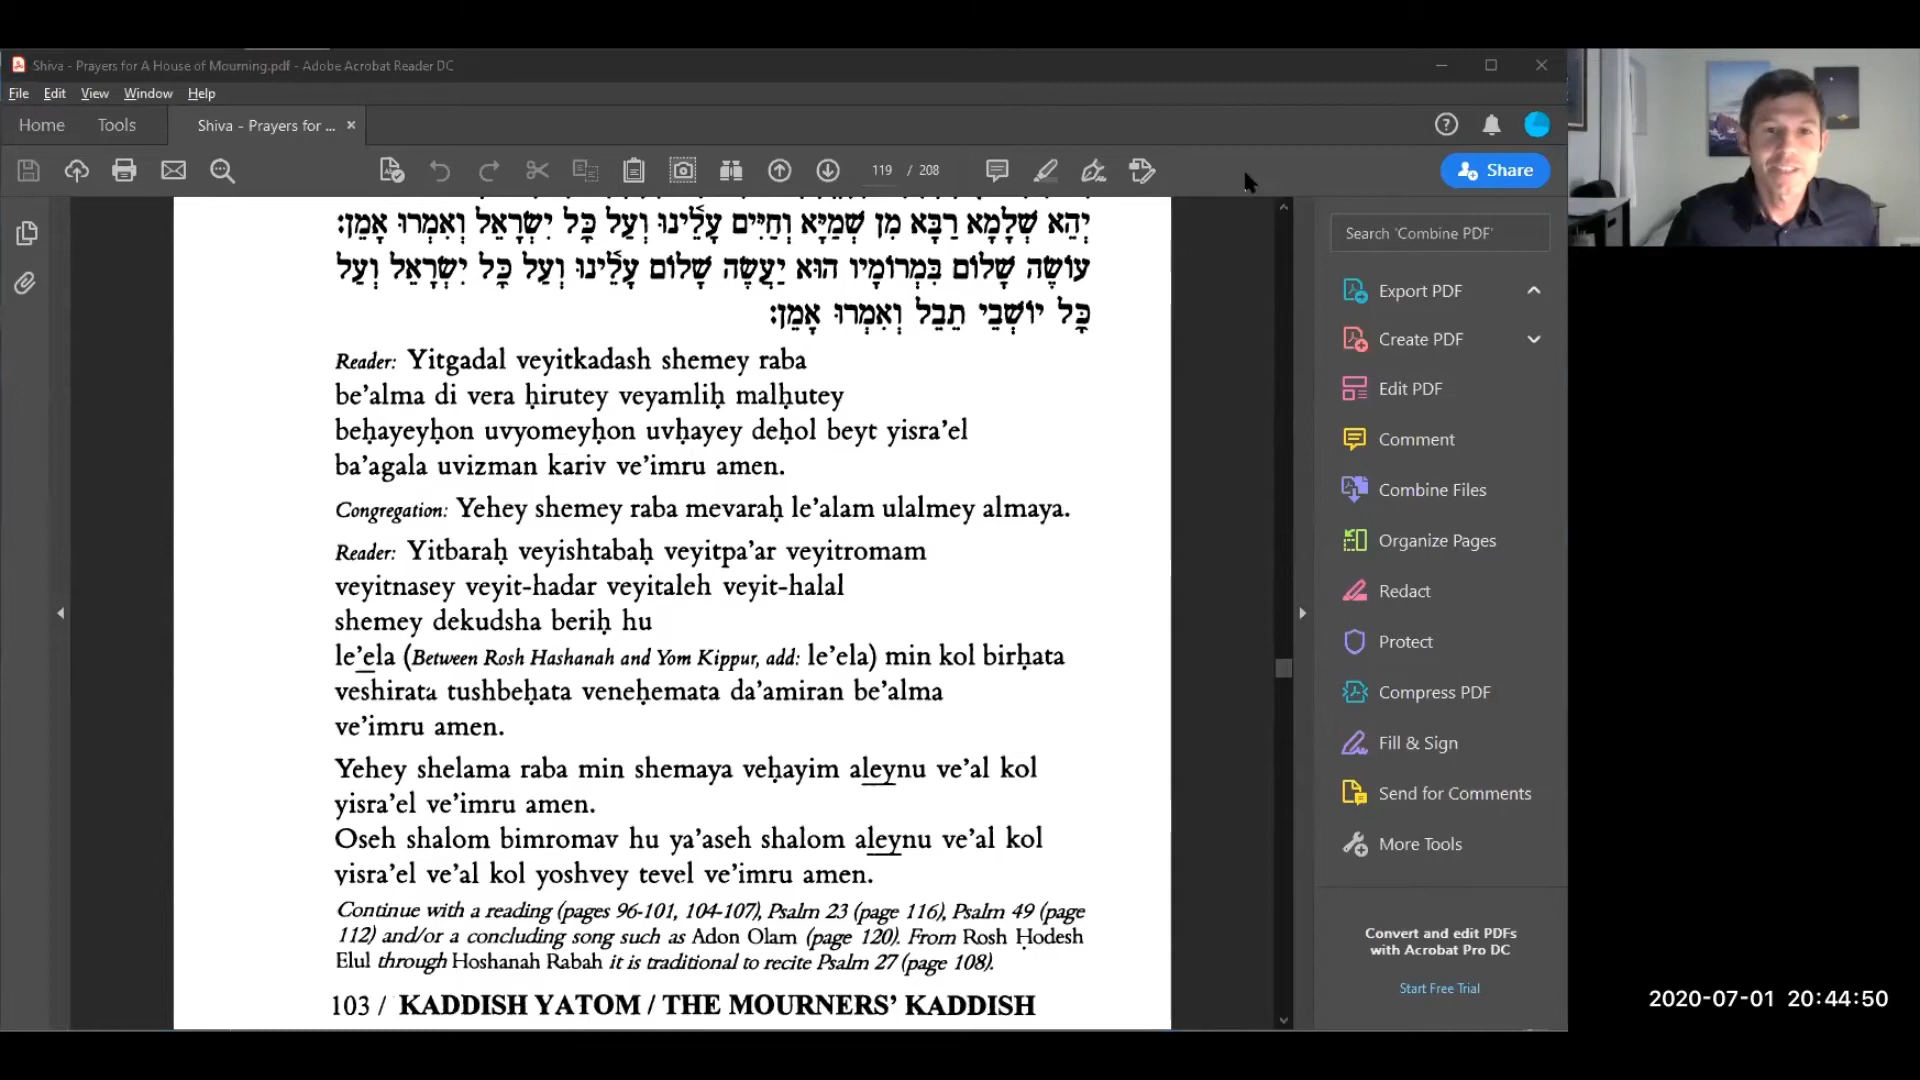 Shiva - Prayers for A House of Mourning.pdf - Adobe Acrobat Reader DC
File Edit View Window Help
Home Tools Shiva - Prayers for ... ×
119 / 208
Share
יְהֵא שְׁלָמָא רַבָּא מִן שְׁמַיָּא וְחַיִּים עָלֵינוּ וְעַל כָּל יִשְׂרָאֵל וְאִמְרוּ אָמֵן׃
עוֹשֶׂה שָׁלוֹם בִּמְרוֹמָיו הוּא יַעֲשֶׂה שָׁלוֹם עָלֵינוּ וְעַל כָּל יִשְׂרָאֵל וְעַל
כָּל יוֹשְׁבֵי תֵבֵל וְאִמְרוּ אָמֵן׃
Reader: Yitgadal veyitkadash shemey raba
be’alma di vera ḥirutey veyamliḥ malḥutey
beḥayeyḥon uvyomeyḥon uvḥayey deḥol beyt yisra’el
ba’agala uvizman kariv ve’imru amen.
Congregation: Yehey shemey raba mevaraḥ le’alam ulalmey almaya.
Reader: Yitbaraḥ veyishtabaḥ veyitpa’ar veyitromam
veyitnasey veyit-hadar veyitaleh veyit-halal
shemey dekudsha beriḥ hu
le’ela (Between Rosh Hashanah and Yom Kippur, add: le’ela) min kol birḥata
veshirata tushbeḥata veneḥemata da’amiran be’alma
ve’imru amen.
Yehey shelama raba min shemaya veḥayim aleynu ve’al kol
yisra’el ve’imru amen.
Oseh shalom bimromav hu ya’aseh shalom aleynu ve’al kol
yisra’el ve’al kol yoshvey tevel ve’imru amen.
Continue with a reading (pages 96-101, 104-107), Psalm 23 (page 116), Psalm 49 (page
112) and/or a concluding song such as Adon Olam (page 120). From Rosh Ḥodesh
Elul through Hoshanah Rabah it is traditional to recite Psalm 27 (page 108).
103 / KADDISH YATOM / THE MOURNERS’ KADDISH
Search 'Combine PDF'
Export PDF
Create PDF
Edit PDF
Comment
Combine Files
Organize Pages
Redact
Protect
Compress PDF
Fill & Sign
Send for Comments
More Tools
Convert and edit PDFs
with Acrobat Pro DC
Start Free Trial
2020-07-01 20:44:50